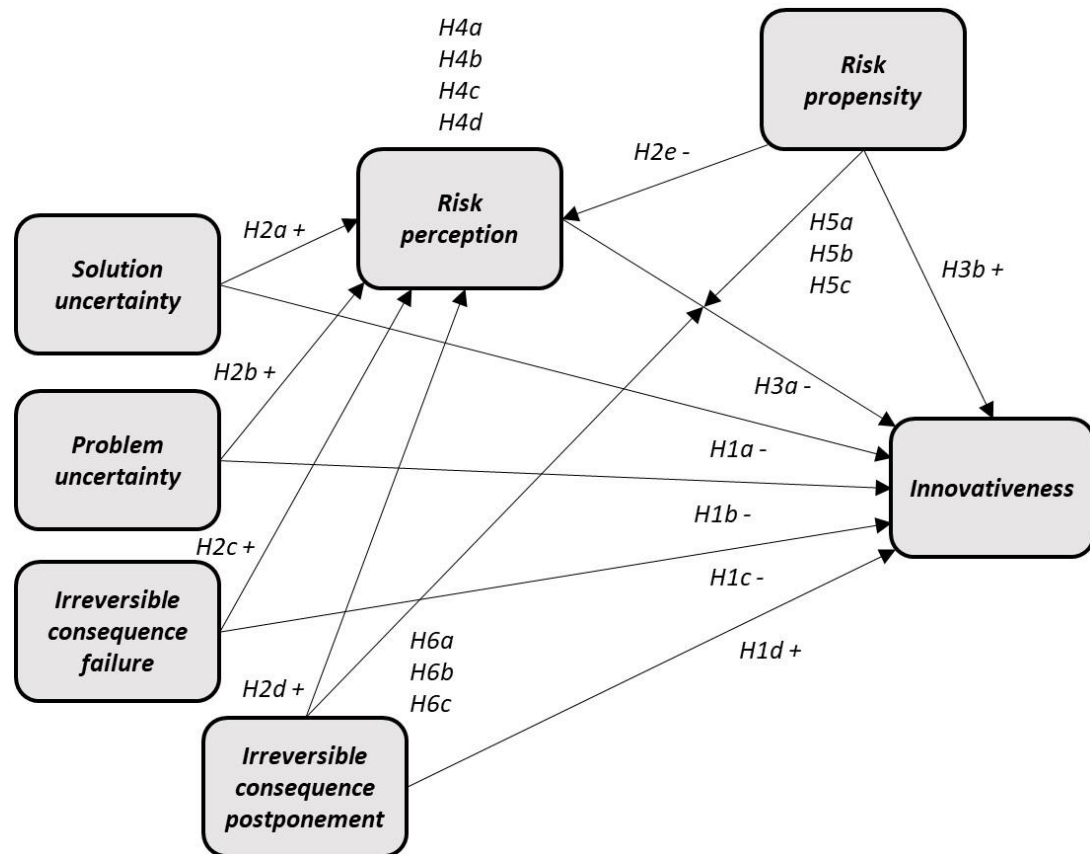 H4a
H4b
H4c
H4d
Risk
propensity
H2e -
Risk
perception
H2a +
H5a
H5b
H5c
H3b +
Solution
uncertainty
H2b +
H3a -
Problem
uncertainty
H1a -
Innovativeness
H1b -
H2c +
H1c -
Irreversible
consequence
failure
H6a
H6b
H6c
H1d +
H2d +
Irreversible
consequence
postponement